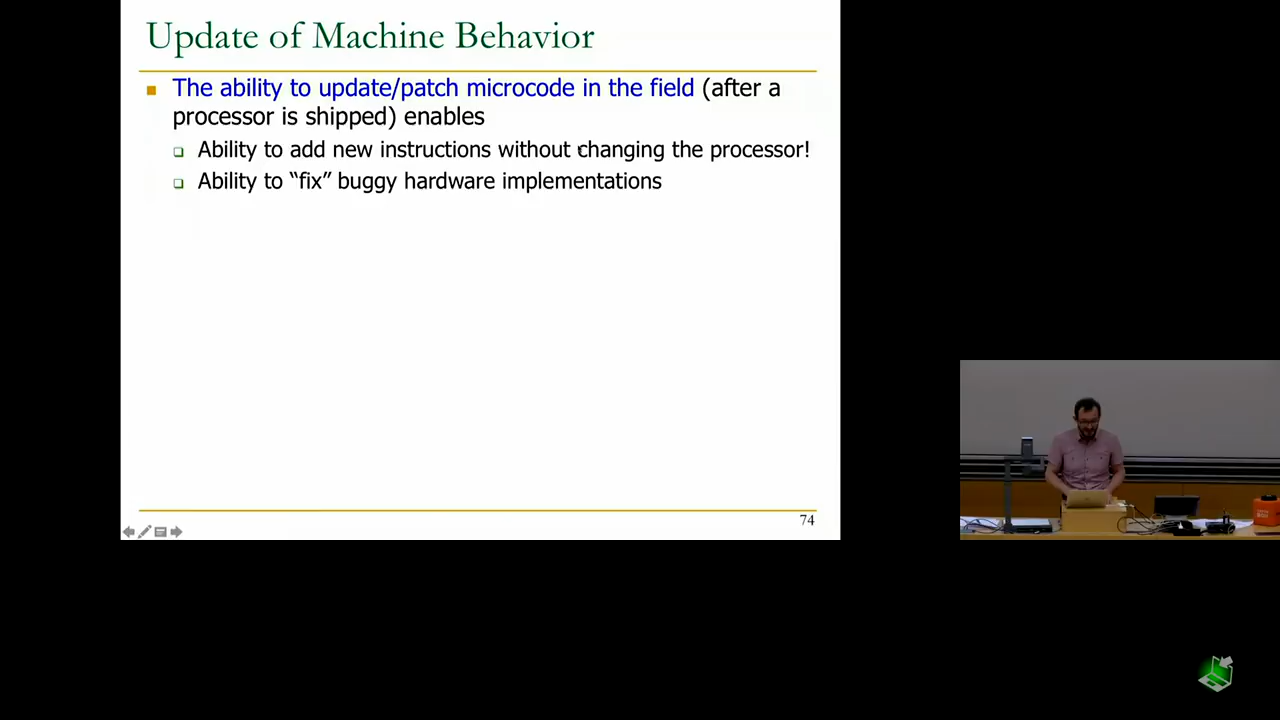 Update of Machine Behavior
The ability to update/patch microcode in the field (after a
processor is shipped) enables
Ability to add new instructions without changing the processor!
Ability to “fix” buggy hardware implementations
74